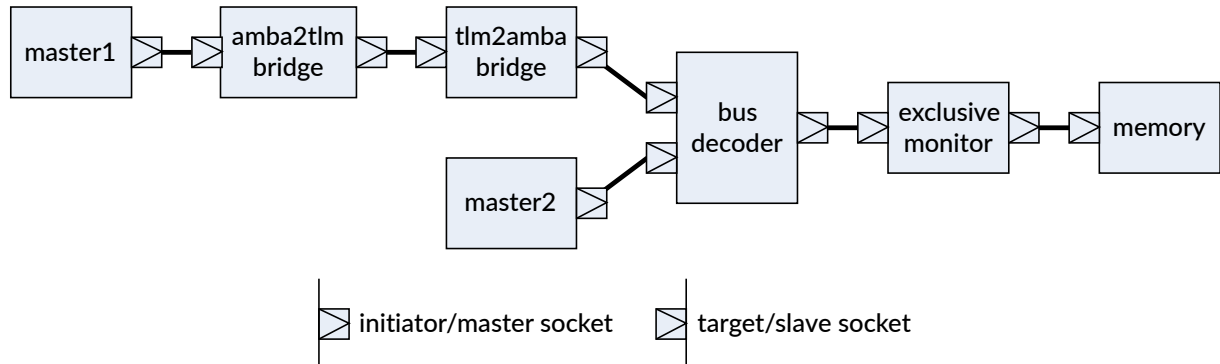 master1
amba2tlm
bridge
tlm2amba
bridge
bus
decoder
exclusive
monitor
memory
master2
initiator/master socket
target/slave socket